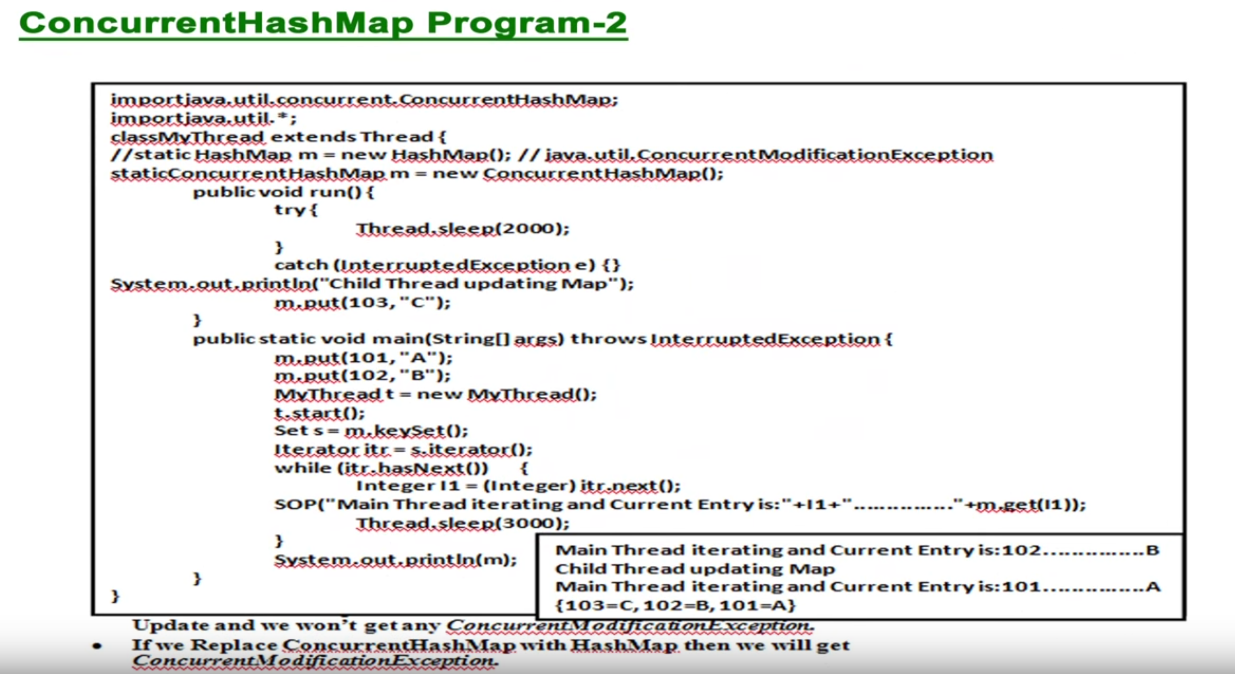 ConcurrentHashMap Program-2
importjava.util.concurrent.ConcurrentHashMap;
importjava.util.*;
classMyThread extends Thread {
//static HashMap m = new HashMap(); // java.util.ConcurrentModificationException
staticConcurrentHashMap m = new ConcurrentHashMap();
public void run() {
try {
Thread.sleep(2000);
}
catch (InterruptedException e) {}
System.out.println("Child Thread updating Map");
m.put(103,"C");
}
public static void main(String[] args) throws InterruptedException {
m.put(101,"A");
m.put(102,"B");
MyThread t = new MyThread();
t.start();
Set s = m.keySet();
Iterator itr = s.iterator();
while (itr.hasNext()) {
Integer I1 = (Integer) itr.next();
SOP("Main Thread iterating and Current Entry is:"+I1+"..............."+m.get(I1));
Thread.sleep(3000);
}
System.out.println(m);
}
}
Main Thread iterating and Current Entry is:102...............B
Child Thread updating Map
Main Thread iterating and Current Entry is:101...............A
{103=C, 102=B, 101=A}
Update and we won't get any ConcurrentModificationException.
• If we Replace ConcurrentHashMap with HashMap then we will get
ConcurrentModificationException.